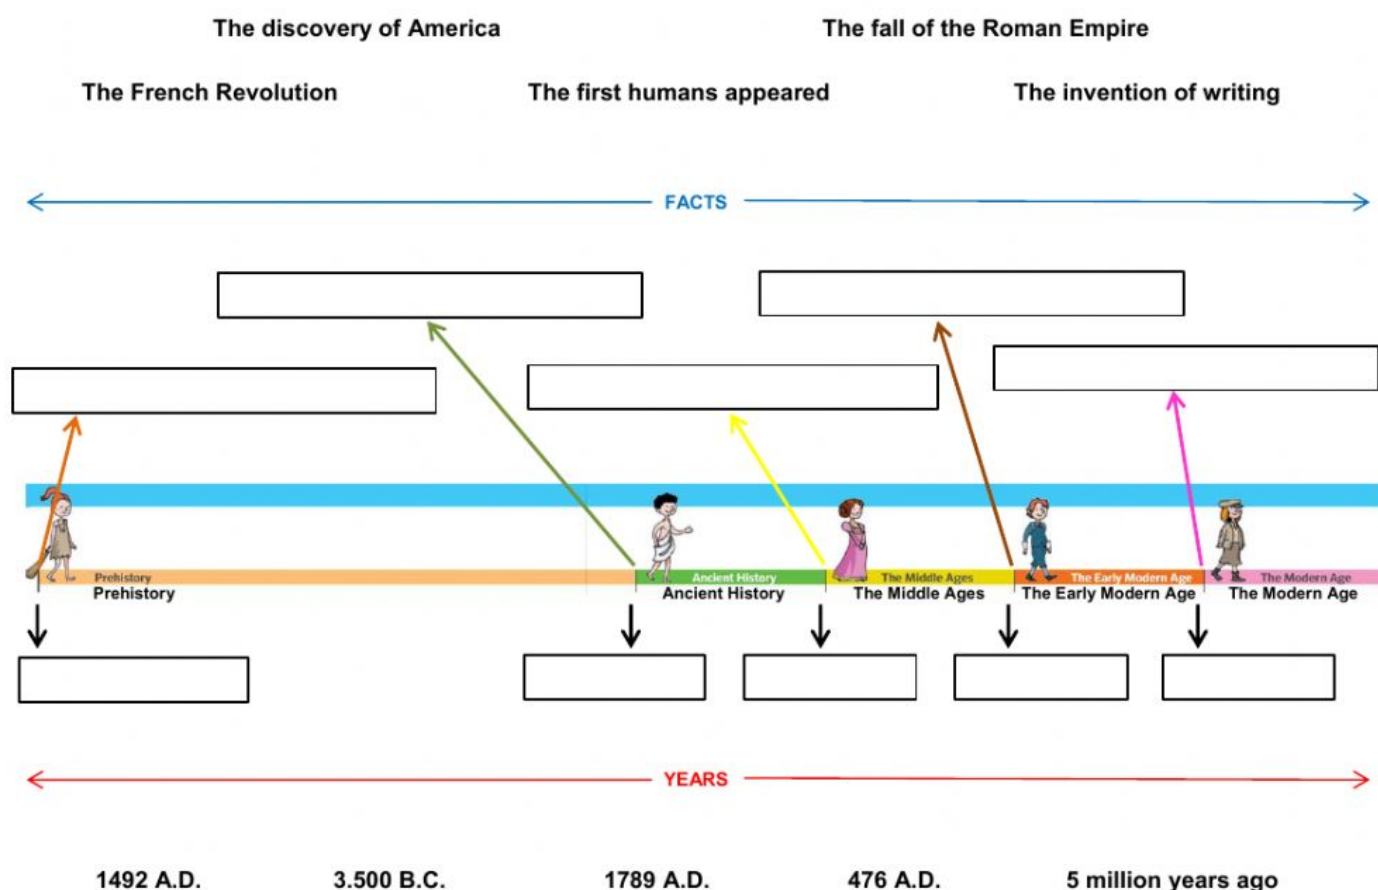 The discovery of America The fall of the Roman Empire
The French Revolution The first humans appeared The invention of writing
FACTS
Prehistory Ancient History The Middle Ages The Early Modern Age The Modern Age
Prehistory Ancient History The Middle Ages The Early Modern Age The Modern Age
YEARS
1492 A.D. 3.500 B.C. 1789 A.D. 476 A.D. 5 million years ago